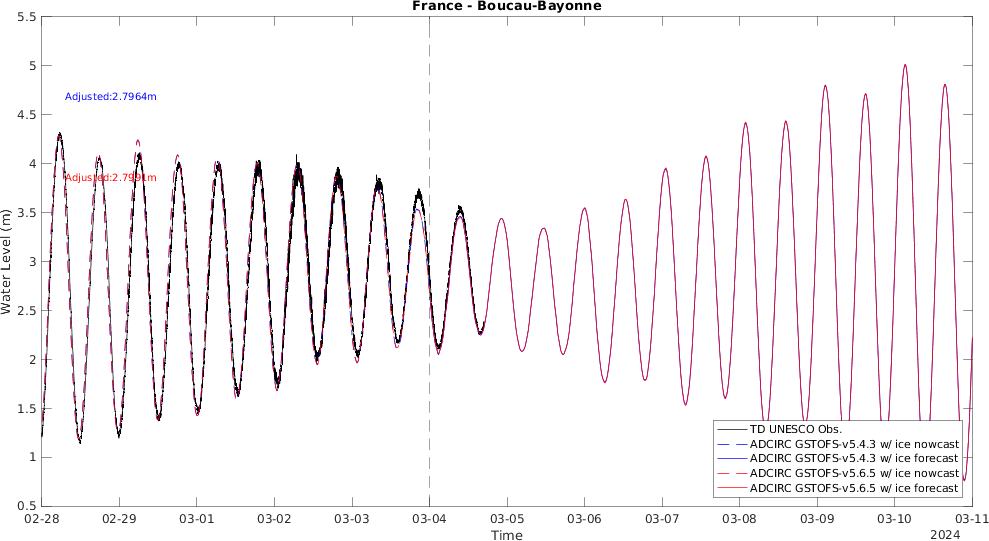 France - Boucau-Bayonne
5.5
5
4.5
4
3.5
3
2.5
2
1.5
1
0.5
Water Level (m)
Adjusted:2.7964m
Adjusted:2.7991m
TD UNESCO Obs.
ADCIRC GSTOFS-v5.4.3 w/ ice nowcast
ADCIRC GSTOFS-v5.4.3 w/ ice forecast
ADCIRC GSTOFS-v5.6.5 w/ ice nowcast
ADCIRC GSTOFS-v5.6.5 w/ ice forecast
02-28 02-29 03-01 03-02 03-03 03-04 03-05 03-06 03-07 03-08 03-09 03-10 03-11
Time
2024